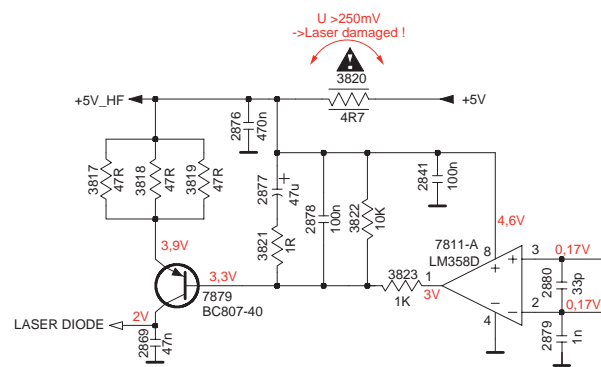 U >250mV
->Laser damaged !
3820
4R7
+5V_HF
+5V
2876
470n
3817
47R
3818
47R
3819
47R
2877
+
47u
3821
1R
2878
100n
3822
10K
2841
100n
4,6V
3,9V
3,3V
7879
BC807-40
3823
1K
1
3V
7811-A
LM358D
8
+
+
−
−
4
3
0,17V
2880
33p
2
0,17V
2879
1n
2V
LASER DIODE
2869
47n